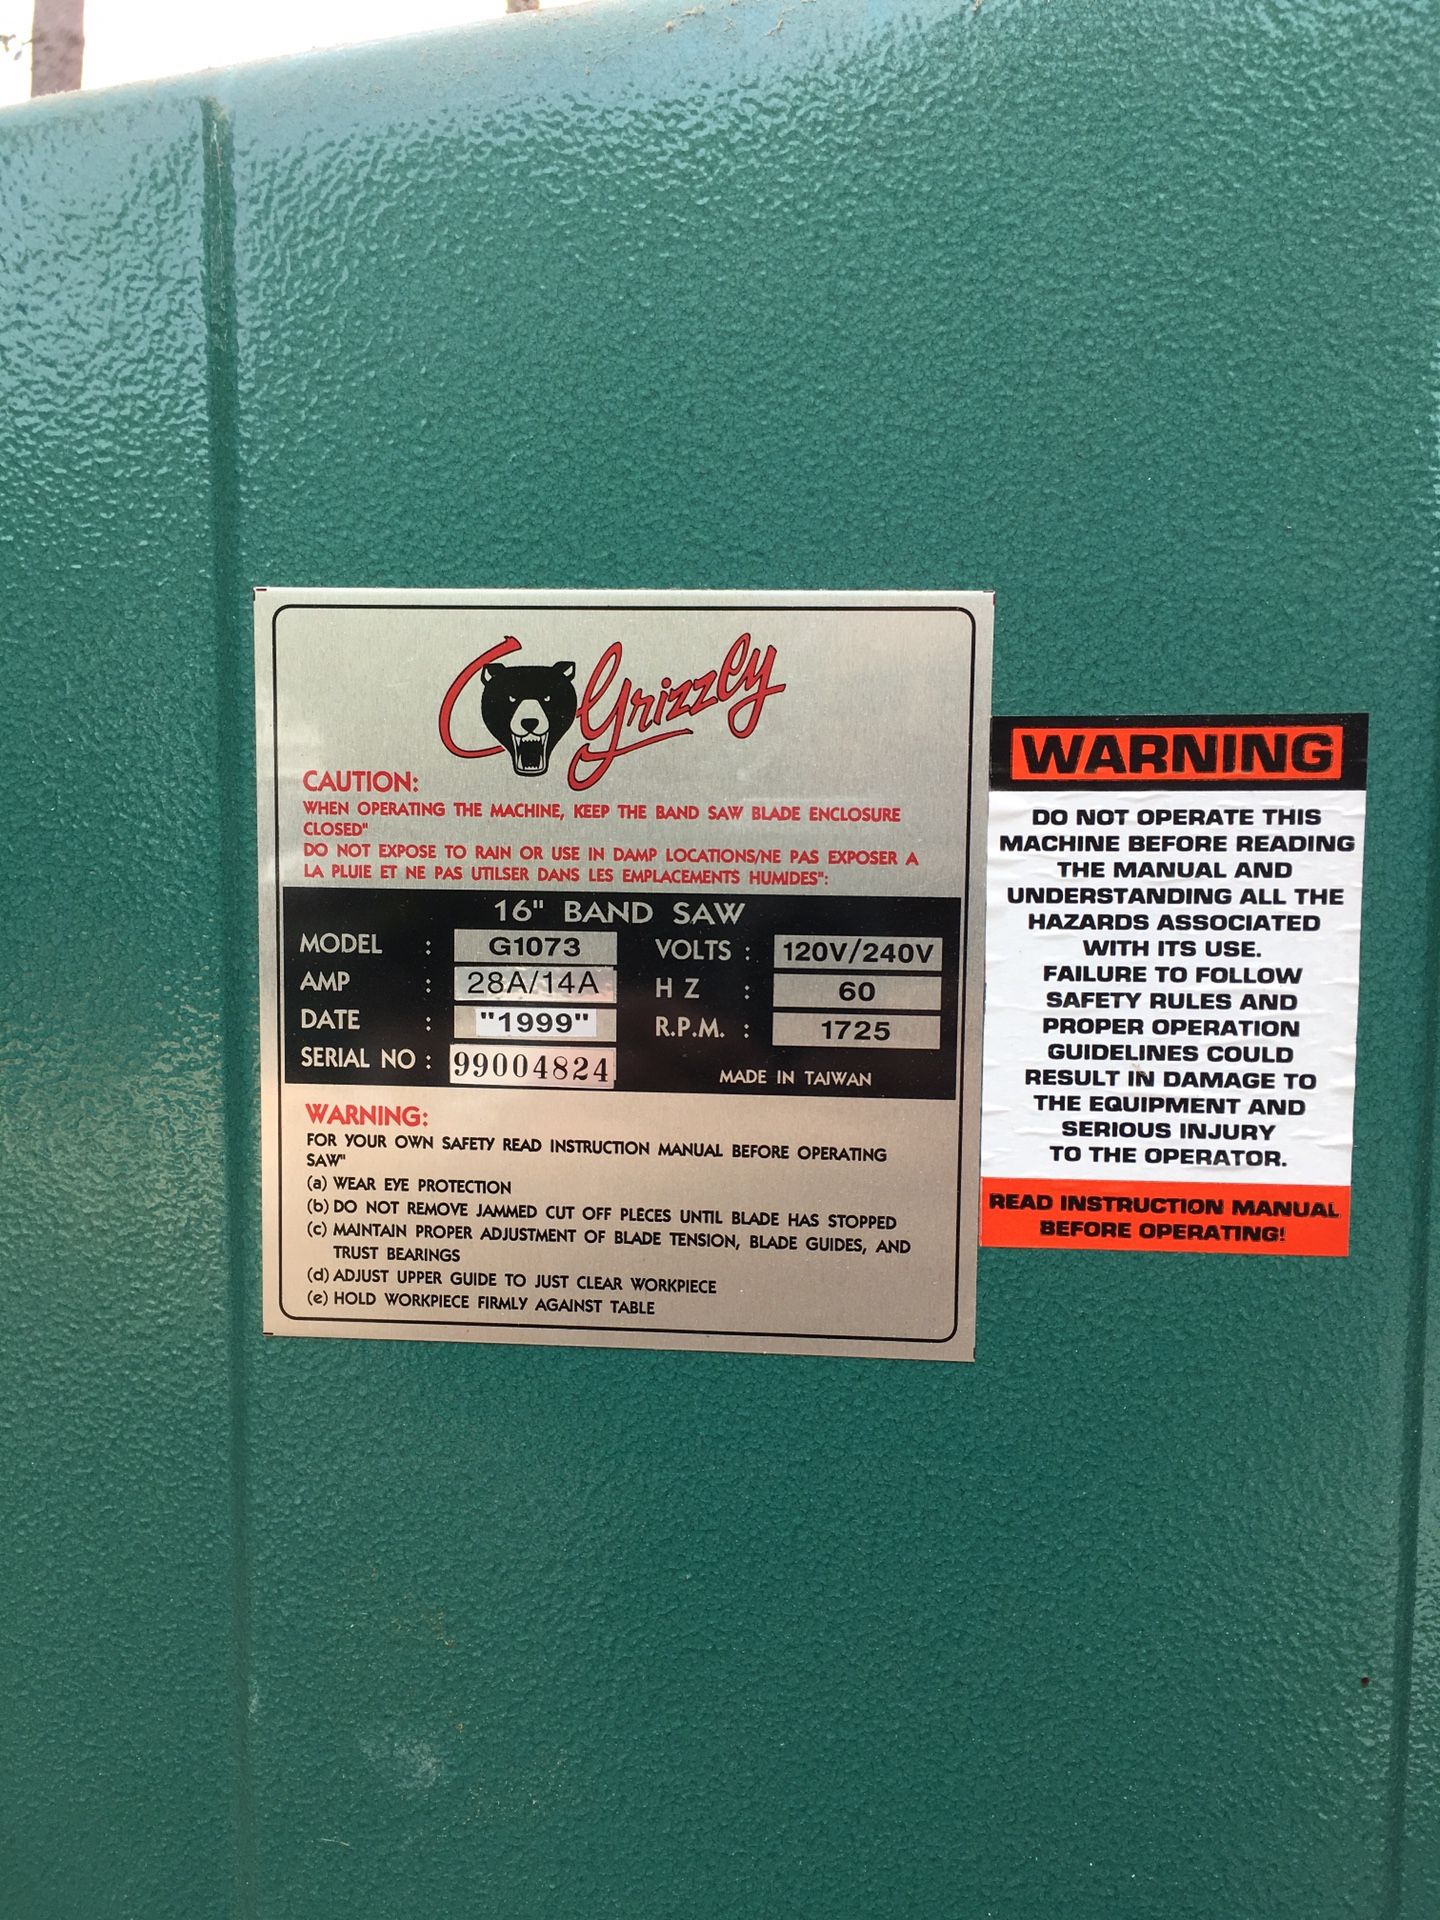 Grizzly
CAUTION:
WHEN OPERATING THE MACHINE, KEEP THE BAND SAW BLADE ENCLOSURE
CLOSED"
DO NOT EXPOSE TO RAIN OR USE IN DAMP LOCATIONS/NE PAS EXPOSER A
LA PLUIE ET NE PAS UTILSER DANS LES EMPLACEMENTS HUMIDES":
16" BAND SAW
MODEL : G1073 VOLTS : 120V/240V
AMP : 28A/14A H Z : 60
DATE : "1999" R.P.M. : 1725
SERIAL NO : 99004824 MADE IN TAIWAN
WARNING:
FOR YOUR OWN SAFETY READ INSTRUCTION MANUAL BEFORE OPERATING
SAW"
(a) WEAR EYE PROTECTION
(b) DO NOT REMOVE JAMMED CUT OFF PLECES UNTIL BLADE HAS STOPPED
(c) MAINTAIN PROPER ADJUSTMENT OF BLADE TENSION, BLADE GUIDES, AND
TRUST BEARINGS
(d) ADJUST UPPER GUIDE TO JUST CLEAR WORKPIECE
(e) HOLD WORKPIECE FIRMLY AGAINST TABLE
WARNING
DO NOT OPERATE THIS
MACHINE BEFORE READING
THE MANUAL AND
UNDERSTANDING ALL THE
HAZARDS ASSOCIATED
WITH ITS USE.
FAILURE TO FOLLOW
SAFETY RULES AND
PROPER OPERATION
GUIDELINES COULD
RESULT IN DAMAGE TO
THE EQUIPMENT AND
SERIOUS INJURY
TO THE OPERATOR.
READ INSTRUCTION MANUAL
BEFORE OPERATING!